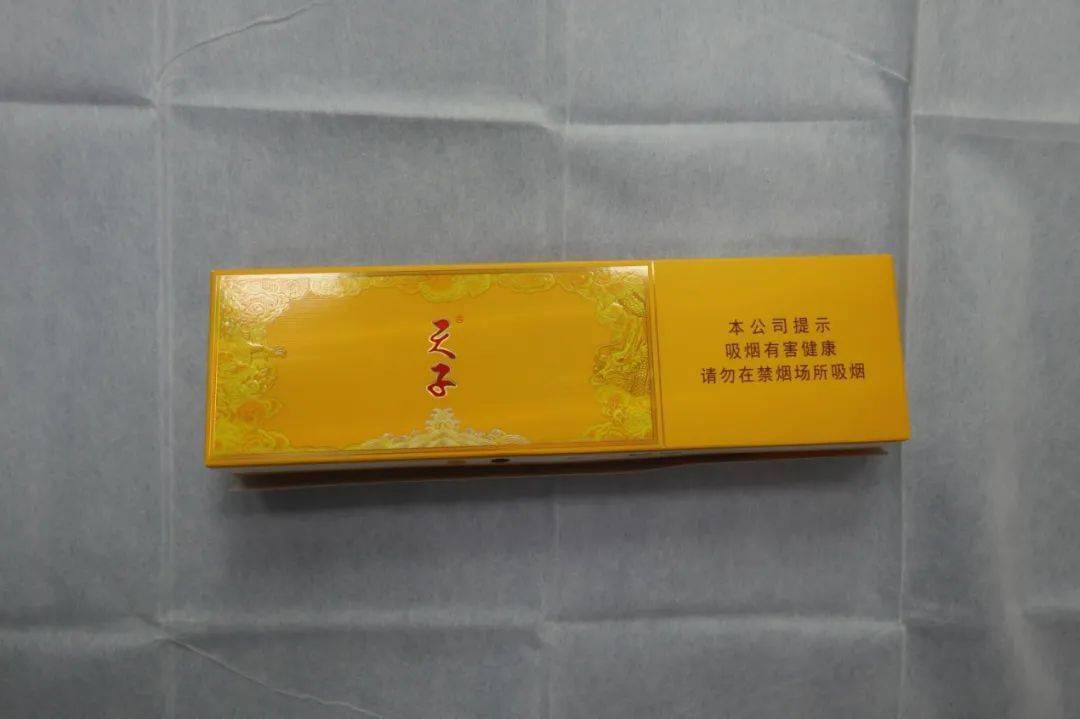 天子
本公司提示
吸烟有害健康
请勿在禁烟场所吸烟